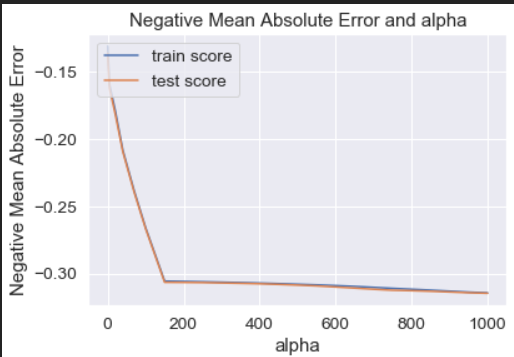 Negative Mean Absolute Error and alpha
train score
test score
Negative Mean Absolute Error
−0.15
−0.20
−0.25
−0.30
0
200
400
600
800
1000
alpha